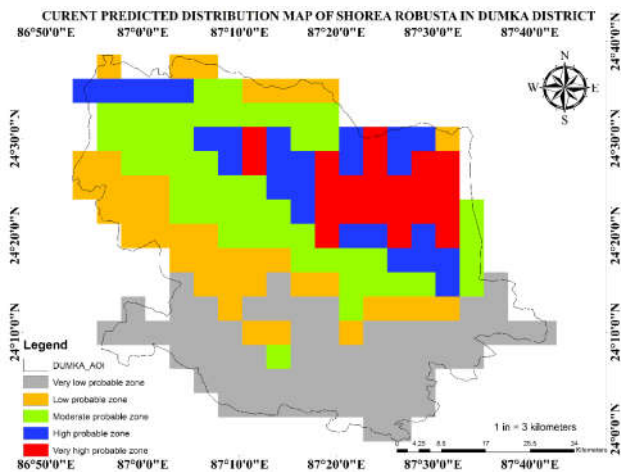 CURENT PREDICTED DISTRIBUTION MAP OF SHOREA ROBUSTA IN DUMKA DISTRICT
86°50'0"E 87°0'0"E 87°10'0"E 87°20'0"E 87°30'0"E 87°40'0"E
24°40'0"N
N
W E
S
24°30'0"N 24°30'0"N
24°20'0"N 24°20'0"N
24°10'0"N 24°10'0"N
Legend
DUMKA_AOI
Very low probable zone
Low probable zone
Moderate probable zone
High probable zone
Very high probable zone
24°0'0"N
1 in = 3 kilometers
0 4.25 8.5 17 25.5 34
Kilometers
86°50'0"E 87°0'0"E 87°10'0"E 87°20'0"E 87°30'0"E 87°40'0"E